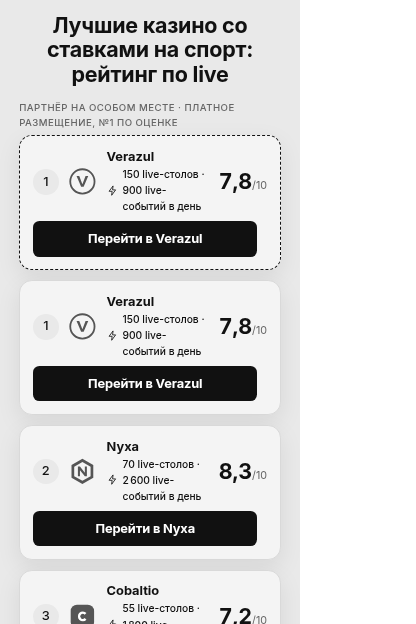 Лучшие казино со
ставками на спорт:
рейтинг по live
ПАРТНЁР НА ОСОБОМ МЕСТЕ · ПЛАТНОЕ
РАЗМЕЩЕНИЕ, №1 ПО ОЦЕНКЕ
Verazul
1
V
150 live-столов ·
900 live-
событий в день
7,8/10
Перейти в Verazul
Verazul
1
V
150 live-столов ·
900 live-
событий в день
7,8/10
Перейти в Verazul
Nyxa
2
N
70 live-столов ·
2 600 live-
событий в день
8,3/10
Перейти в Nyxa
Cobaltio
3
C
55 live-столов ·
1 800 live-
7,2/10